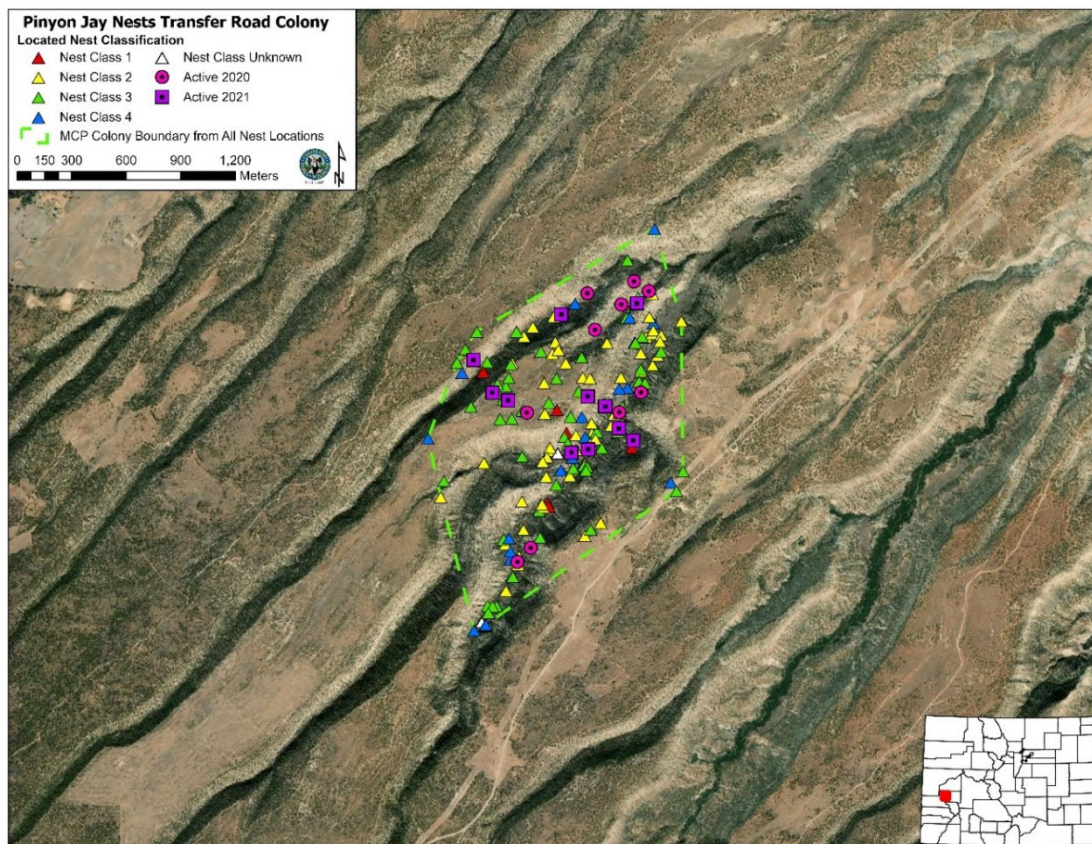 Pinyon Jay Nests Transfer Road Colony
Located Nest Classification
Nest Class 1
Nest Class Unknown
Nest Class 2
Active 2020
Nest Class 3
Active 2021
Nest Class 4
MCP Colony Boundary from All Nest Locations
0 150 300 600 900 1,200
Meters
N